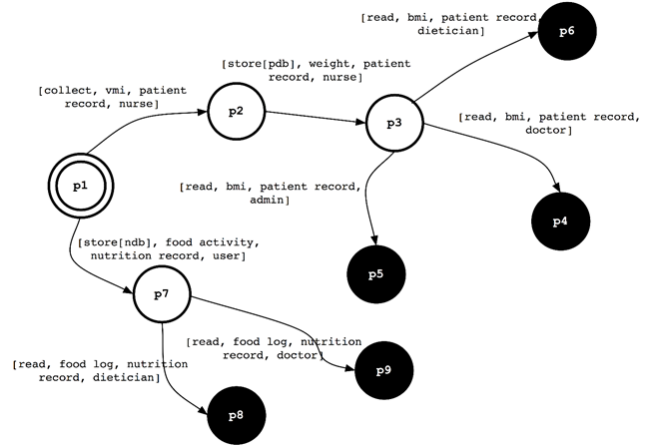 [read, bmi, patient record,
dietician]
p6
[store[pdb], weight, patient
record, nurse]
[collect, vmi, patient
record, nurse]
p2
p3
[read, bmi, patient record,
doctor]
p1
[read, bmi, patient record,
admin]
p4
[store[ndb], food activity,
nutrition record, user]
p5
p7
[read, food log, nutrition
record, doctor]
p9
[read, food log, nutrition
record, dietician]
p8